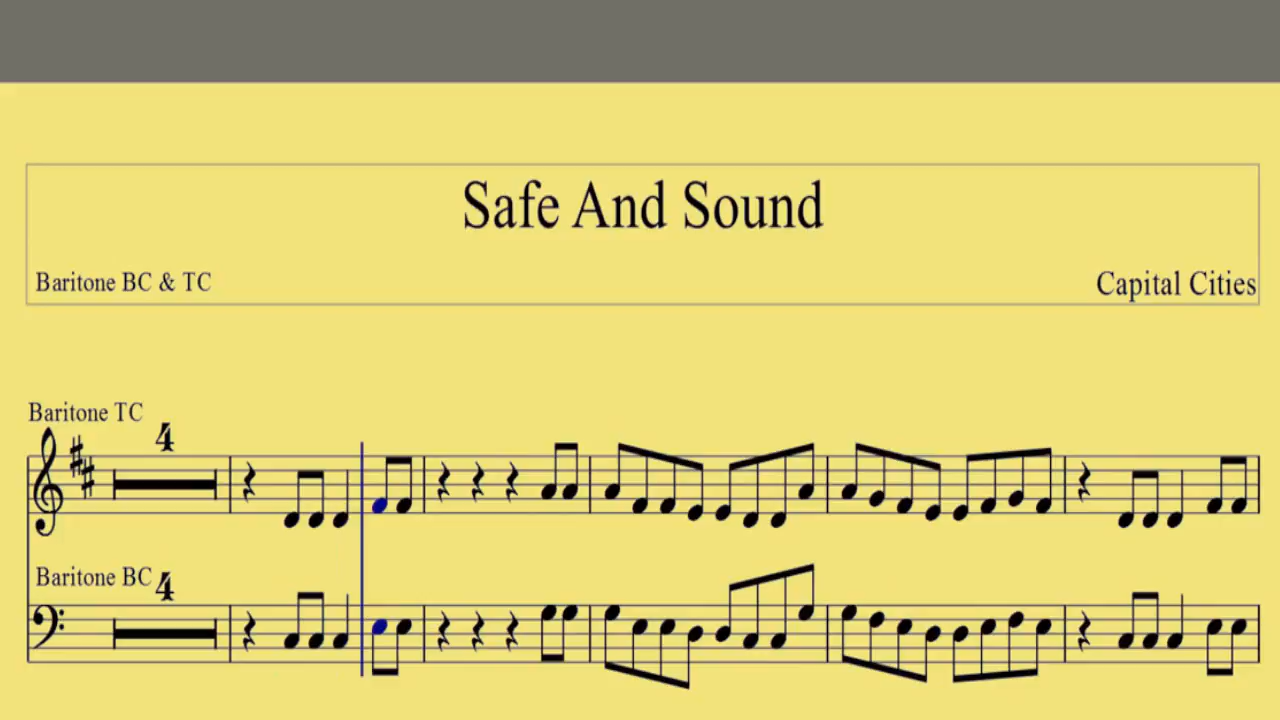 Safe And Sound
Baritone BC & TC
Capital Cities
Baritone TC
4
Baritone BC
4